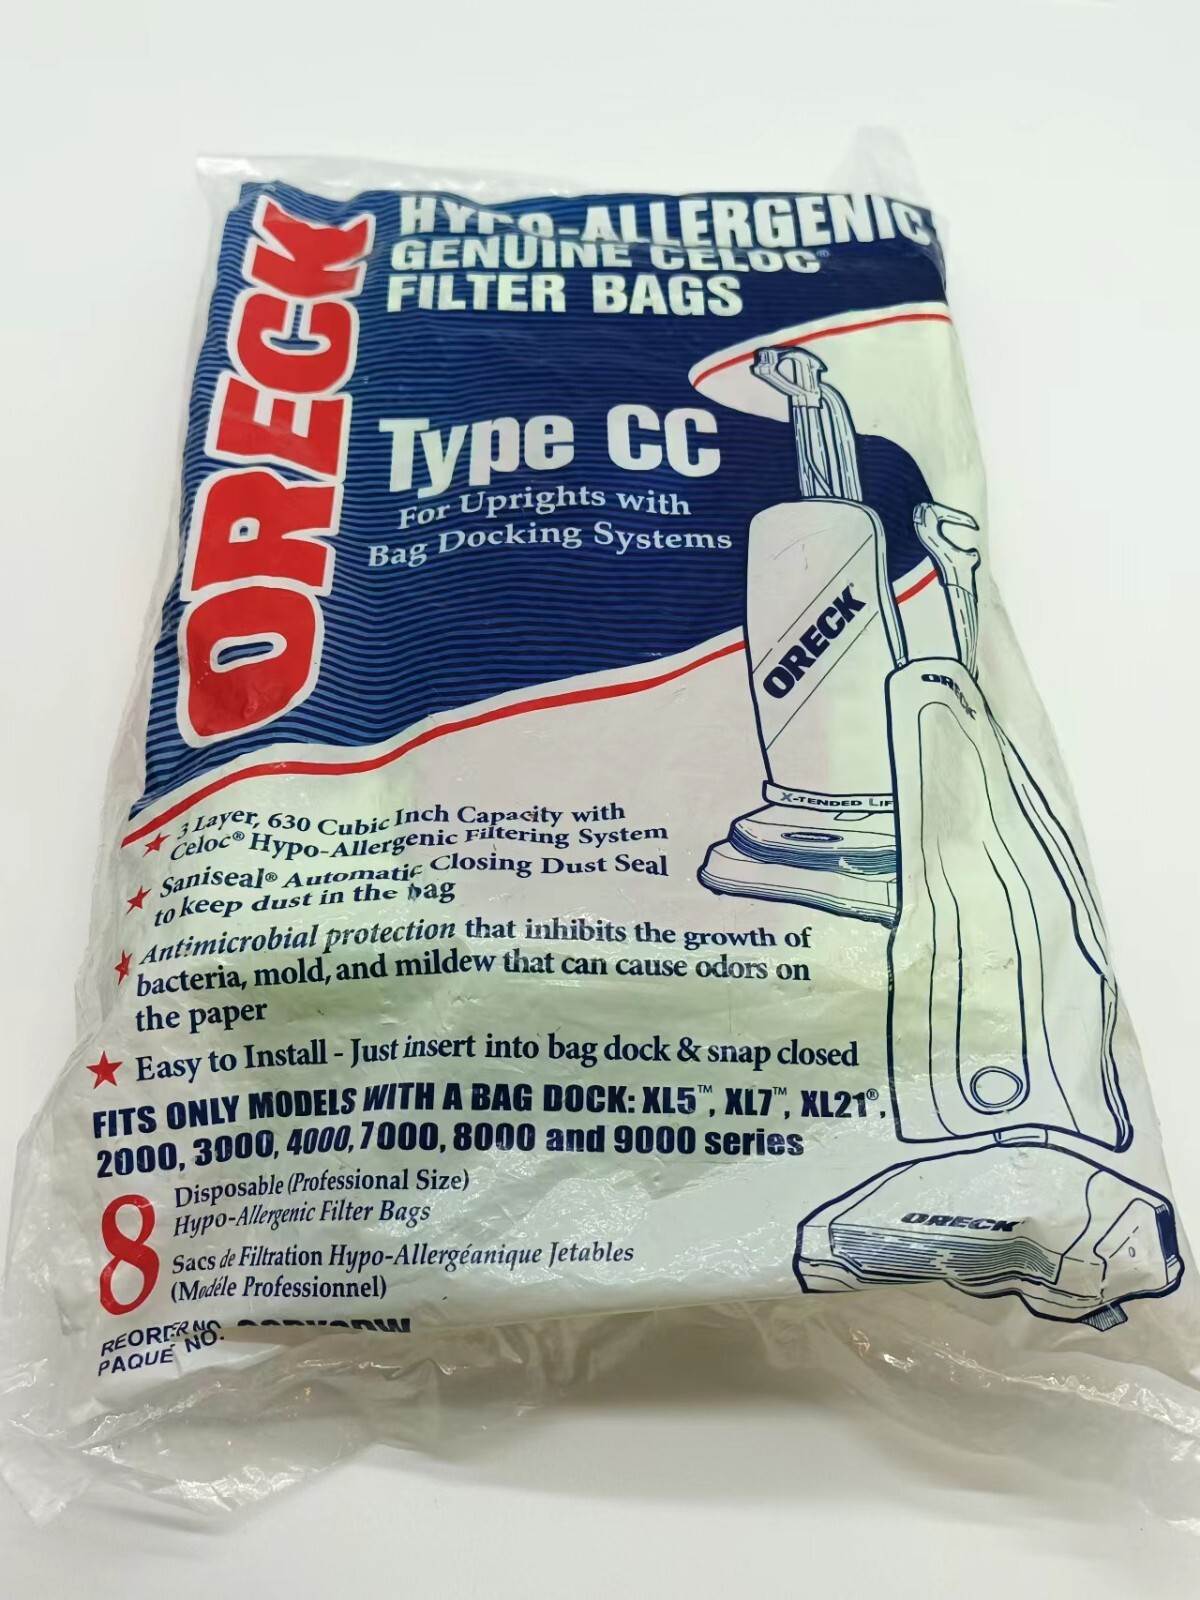 ORECK
HYPO-ALLERGENIC
GENUINE CELOC®
FILTER BAGS
Type CC
For Uprights with
Bag Docking Systems
ORECK
X-TENDED LIF
ORECK
ORECK
3 Layer, 630 Cubic Inch Capacity with
Celoc® Hypo-Allergenic Filtering System
Saniseal® Automatic Closing Dust Seal
to keep dust in the bag
Antimicrobial protection that inhibits the growth of
bacteria, mold, and mildew that can cause odors on
the paper
Easy to Install - Just insert into bag dock & snap closed
FITS ONLY MODELS WITH A BAG DOCK: XL5™, XL7™, XL21®,
2000, 3000, 4000, 7000, 8000 and 9000 series
8
Disposable (Professional Size)
Hypo-Allergenic Filter Bags
Sacs de Filtration Hypo-Allergéanique Jetables
(Modéle Professionnel)
REORDER NO.
PAQUE NO.